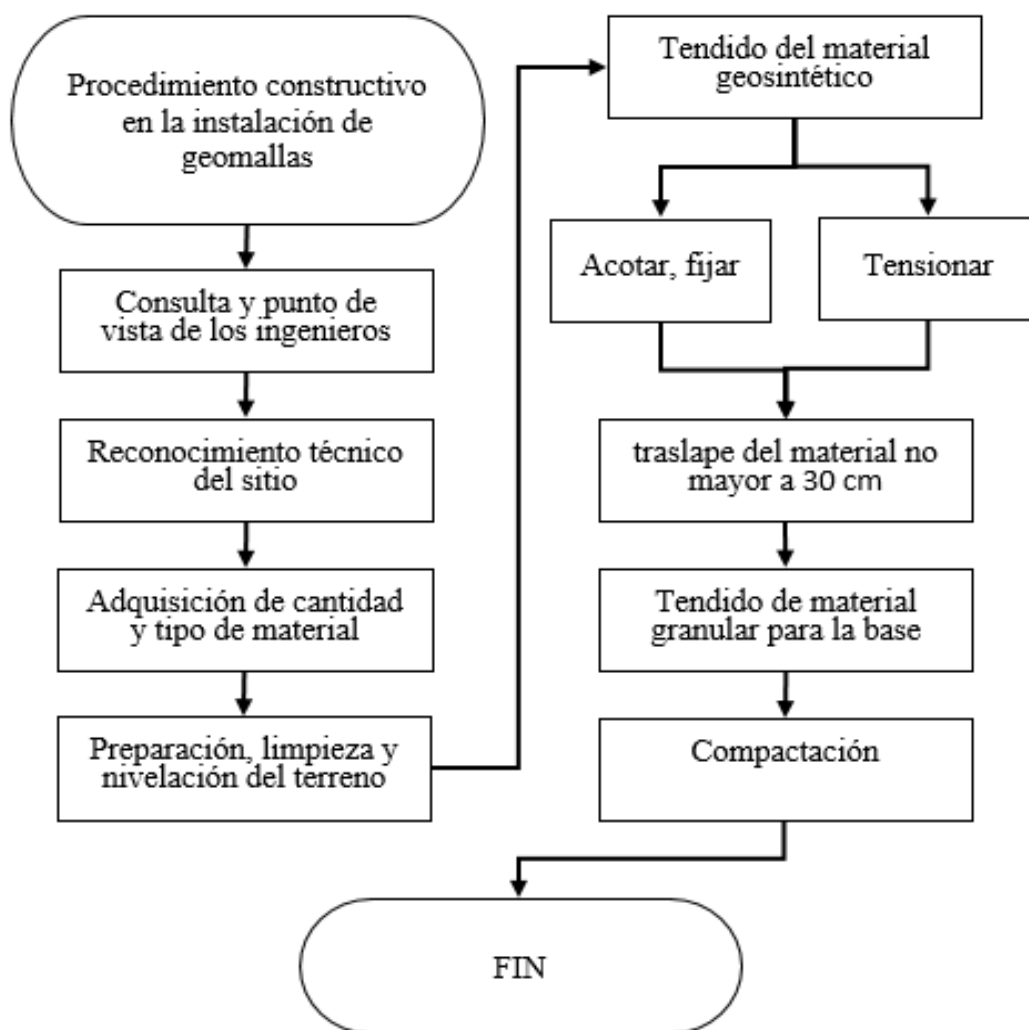 Procedimiento constructivo
en la instalación de
geomallas
Consulta y punto de
vista de los ingenieros
Reconocimiento técnico
del sitio
Adquisición de cantidad
y tipo de material
Preparación, limpieza y
nivelación del terreno
Tendido del material
geosintético
Acotar, fijar
Tensionar
traslape del material no
mayor a 30 cm
Tendido de material
granular para la base
Compactación
FIN